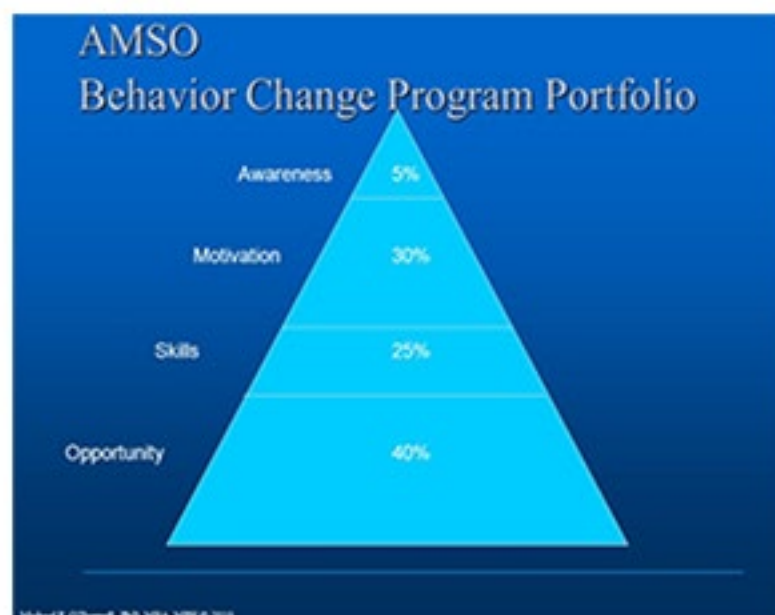 AMSO
Behavior Change Program Portfolio
Awareness 5%
Motivation 30%
Skills 25%
Opportunity 40%